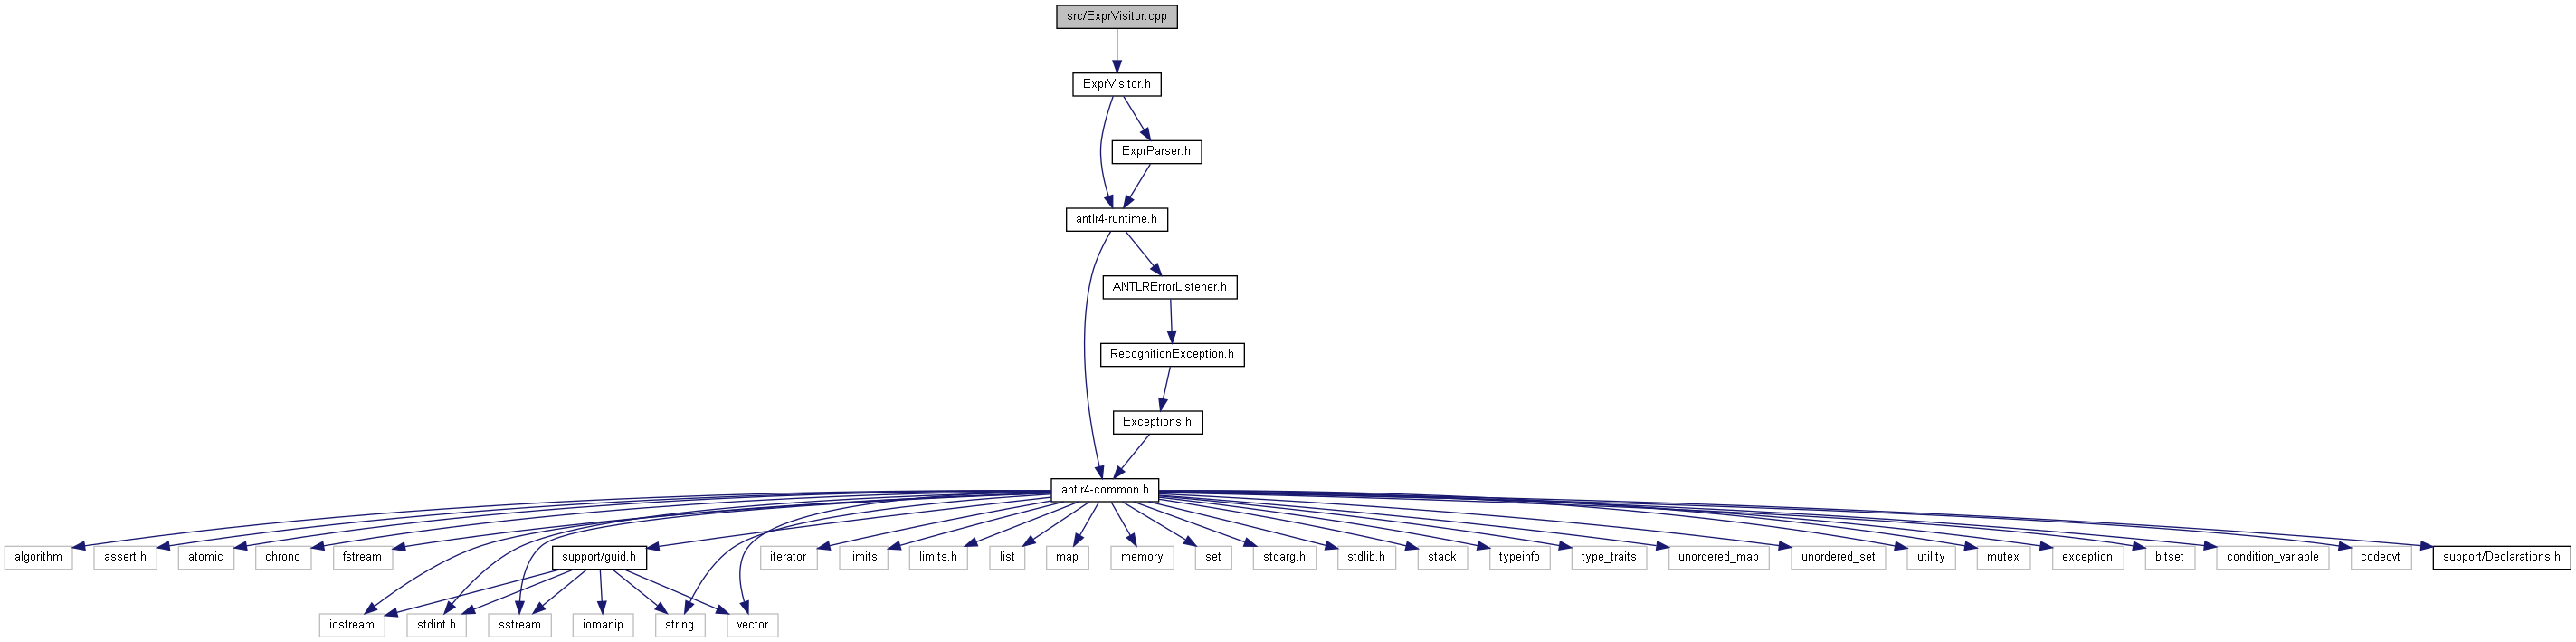 src/ExprVisitor.cpp
ExprVisitor.h
ExprParser.h
antlr4-runtime.h
ANTLRErrorListener.h
RecognitionException.h
Exceptions.h
antlr4-common.h
algorithm assert.h atomic chrono fstream support/guid.h iterator limits limits.h list map memory set stdarg.h stdlib.h stack typeinfo type_traits unordered_map unordered_set utility mutex exception bitset condition_variable codecvt support/Declarations.h
iostream stdint.h sstream iomanip string vector